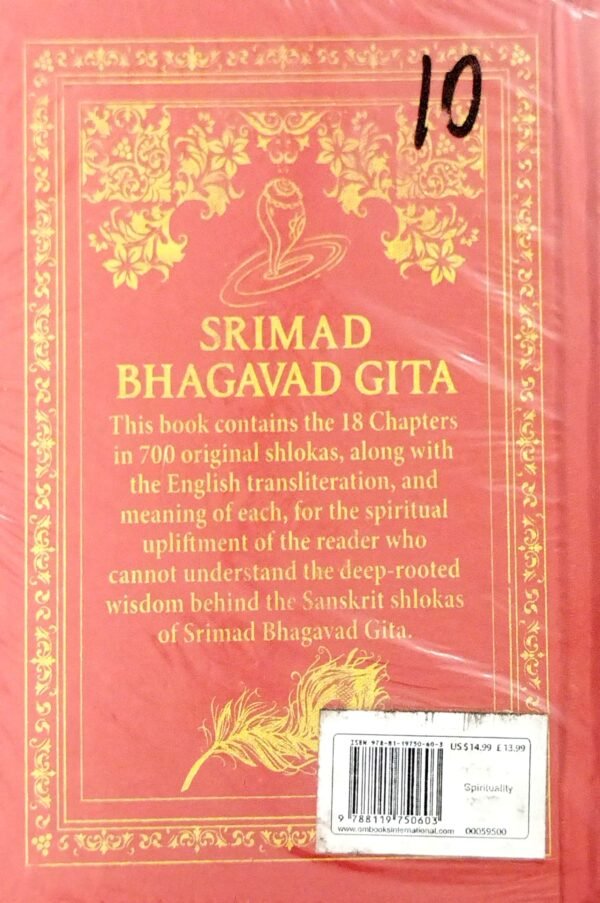 10
SRIMAD
BHAGAVAD GITA
This book contains the 18 Chapters
in 700 original shlokas, along with
the English transliteration, and
meaning of each, for the spiritual
upliftment of the reader who
cannot understand the deep-rooted
wisdom behind the Sanskrit shlokas
of Srimad Bhagavad Gita.
ISBN 978-81-19750-60-3
US$14.99 £13.99
Spirituality
9 788119 750603
www.ombooksinternational.com 00059500